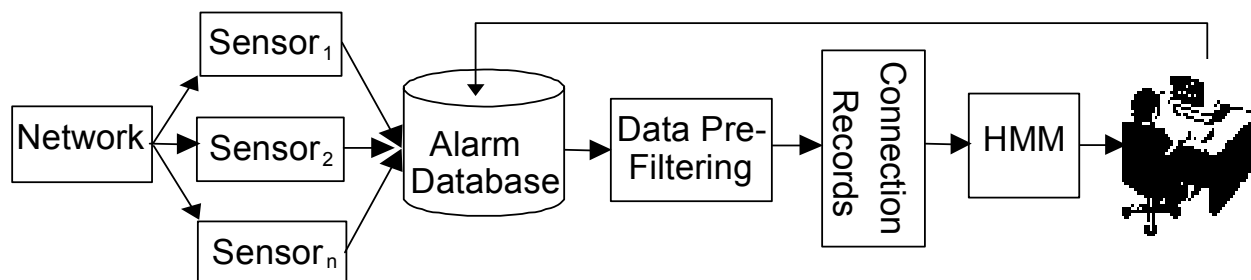 Network
Sensor₁
Sensor₂
Sensorₙ
Alarm
Database
Data Pre-
Filtering
Connection
Records
HMM